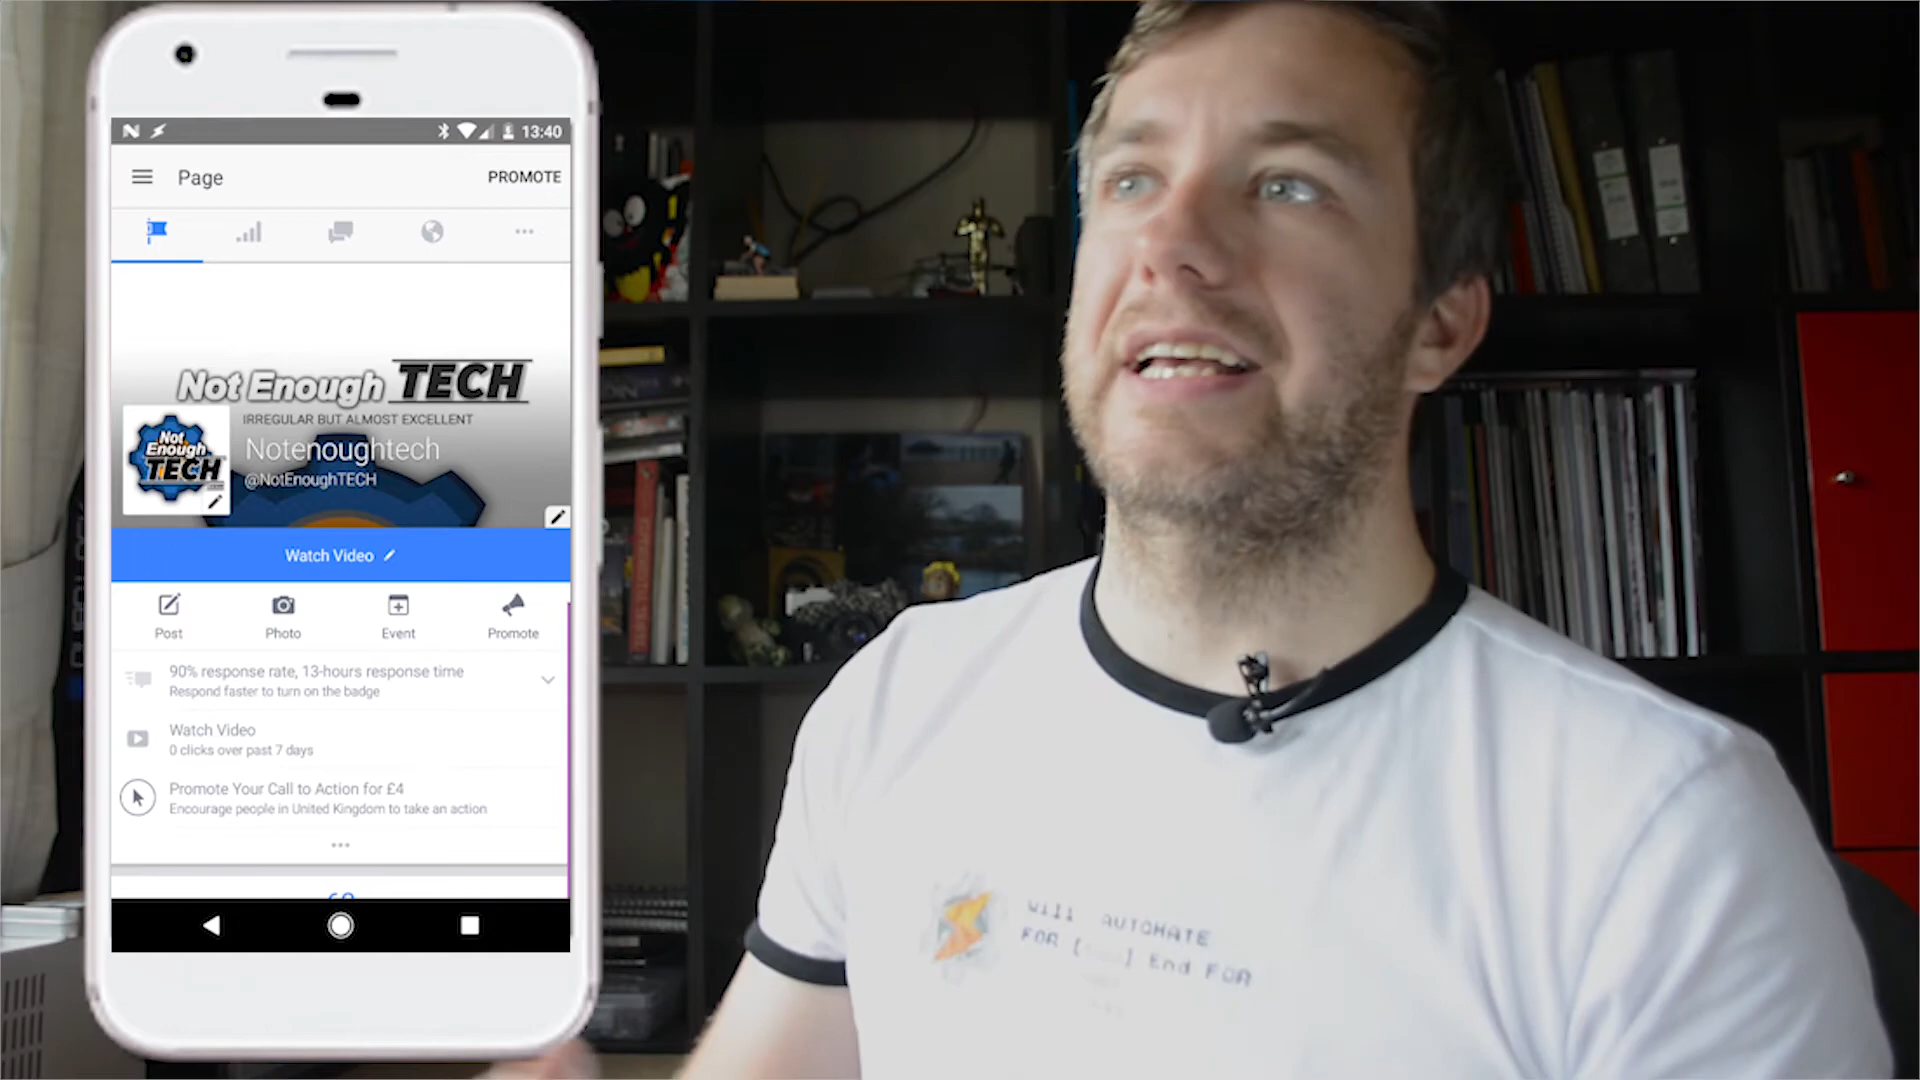 13:40
Page
PROMOTE
Not Enough TECH
IRREGULAR BUT ALMOST EXCELLENT
Not
Enough
TECH
Notenoughtech
@NotEnoughTECH
Watch Video
Post Photo Event Promote
90% response rate, 13-hours response time
Respond faster to turn on the badge
Watch Video
0 clicks over past 7 days
Promote Your Call to Action for £4
Encourage people in United Kingdom to take an action
Will AUTOMATE
FOR [ ] End FOR